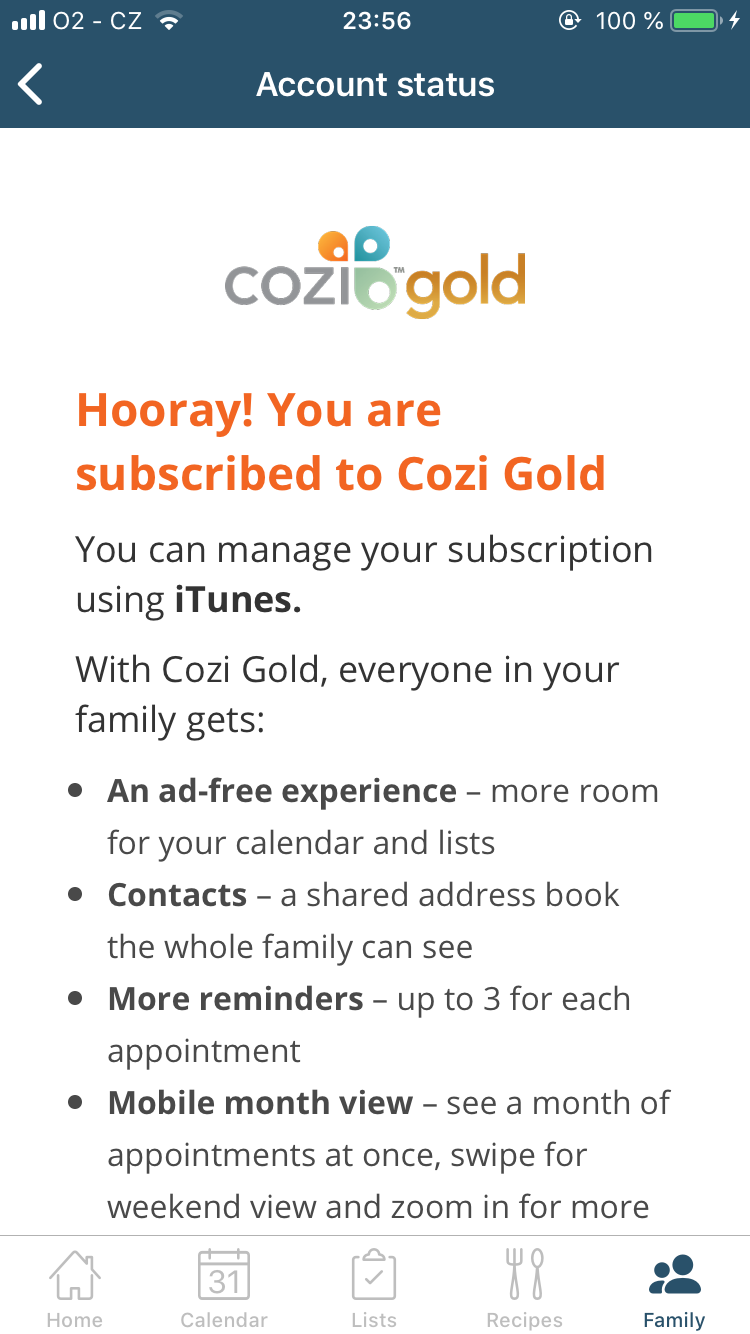 O2 - CZ 23:56 100 %
Account status
cozi™ gold
Hooray! You are
subscribed to Cozi Gold
You can manage your subscription
using iTunes.
With Cozi Gold, everyone in your
family gets:
• An ad-free experience – more room
for your calendar and lists
• Contacts – a shared address book
the whole family can see
• More reminders – up to 3 for each
appointment
• Mobile month view – see a month of
appointments at once, swipe for
weekend view and zoom in for more
31
Home Calendar Lists Recipes Family